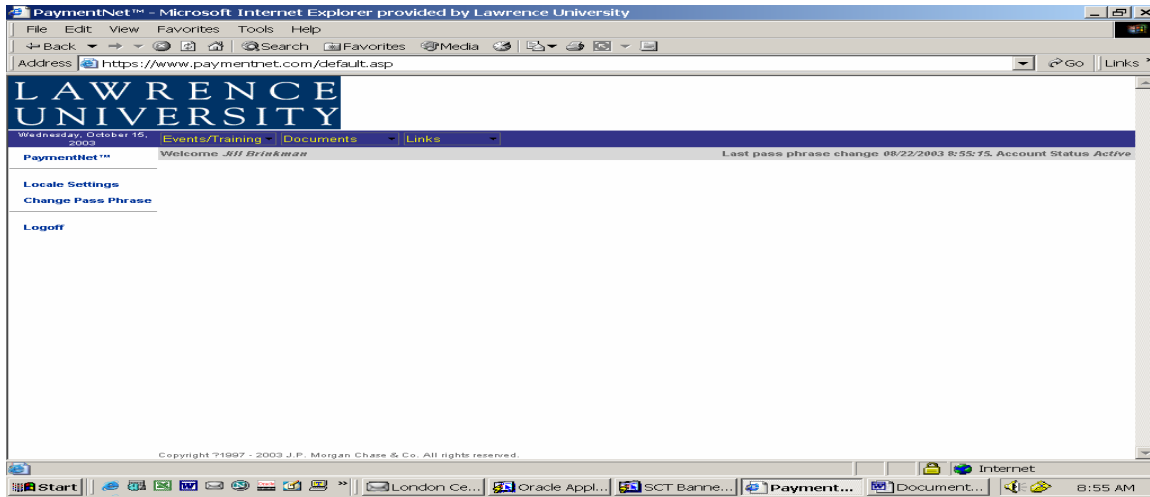 PaymentNet™ - Microsoft Internet Explorer provided by Lawrence University
File Edit View Favorites Tools Help
Back Search Favorites Media
Address https://www.paymentnet.com/default.asp Go Links
LAWRENCE
UNIVERSITY
Wednesday, October 15,
2003
Events/Training Documents Links
PaymentNet™
Welcome Jill Brinkman Last pass phrase change 08/22/2003 8:55:15. Account Status Active
Locale Settings
Change Pass Phrase
Logoff
Copyright ?1997 - 2003 J.P. Morgan Chase & Co. All rights reserved.
Internet
Start London Ce... Oracle Appl... SCT Banne... Payment... Document... 8:55 AM